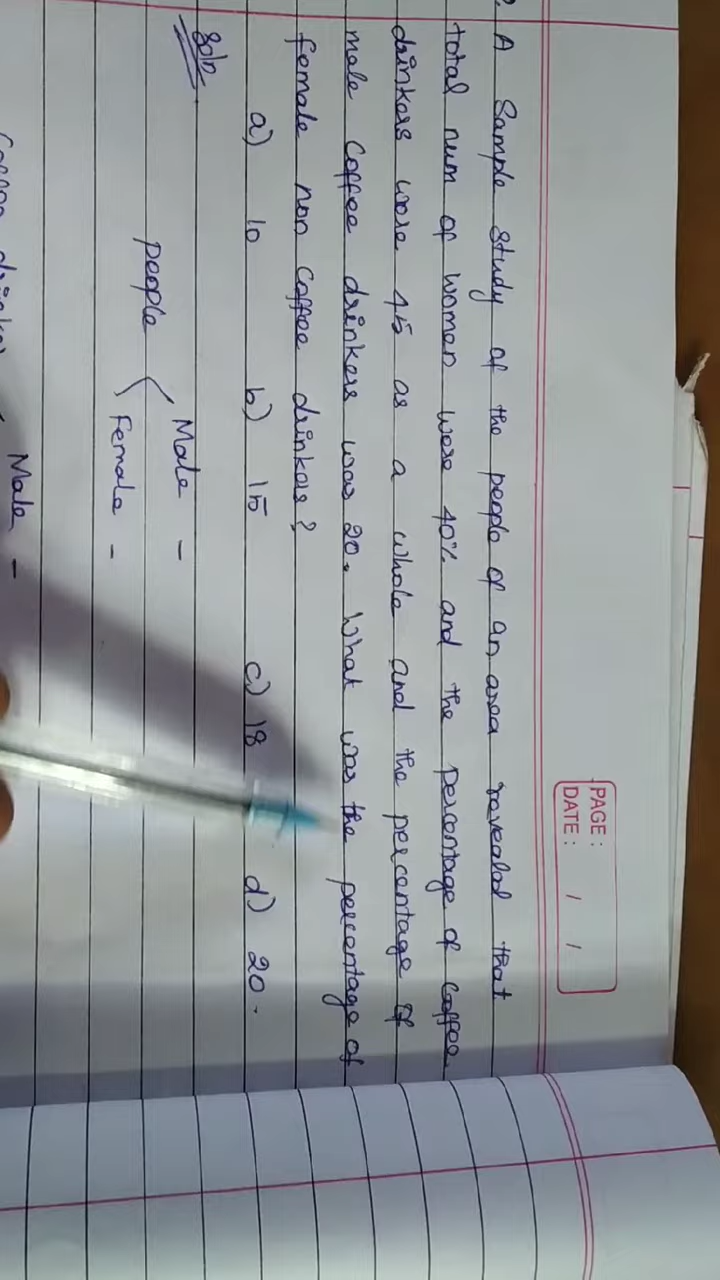 PAGE:
DATE: / /
? A Sample Study of the people of an area revealed that
total num of women were 40% and the percentage of coffee
drinkers were 45 as a whole and the percentage of
male coffee drinkers was 20. What was the percentage of
female non coffee drinkers?
a) 10 b) 15 c) 18 d) 20.
Soln
people Male -
Female -
Male -